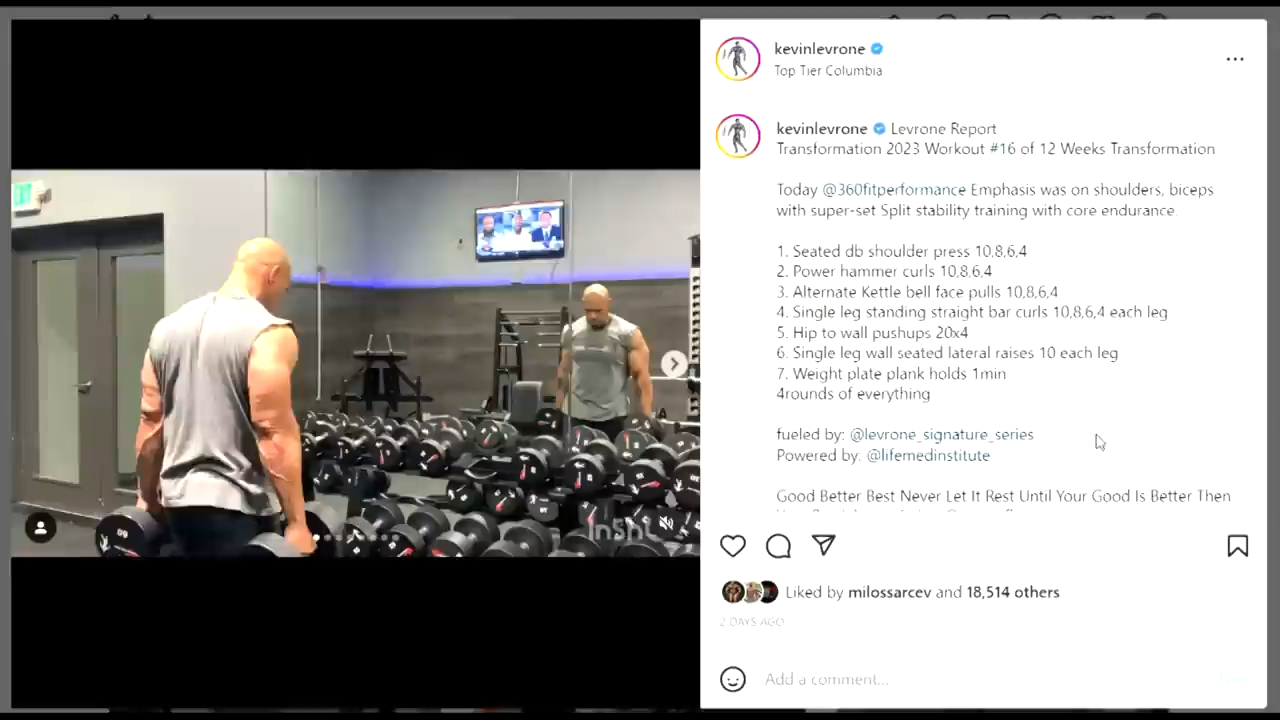 kevinlevrone
Top Tier Columbia
kevinlevrone Levrone Report
Transformation 2023 Workout #16 of 12 Weeks Transformation
Today @360fitperformance Emphasis was on shoulders, biceps
with super-set Split stability training with core endurance.
1. Seated db shoulder press 10,8,6,4
2. Power hammer curls 10,8,6,4
3. Alternate Kettle bell face pulls 10,8,6,4
4. Single leg standing straight bar curls 10,8,6,4 each leg
5. Hip to wall pushups 20x4
6. Single leg wall seated lateral raises 10 each leg
7. Weight plate plank holds 1min
4rounds of everything
fueled by: @levrone_signature_series
Powered by: @lifemedinstitute
Good Better Best Never Let It Rest Until Your Good Is Better Then
Liked by milossarcev and 18,514 others
2 DAYS AGO
Add a comment...
EXIT
InSh